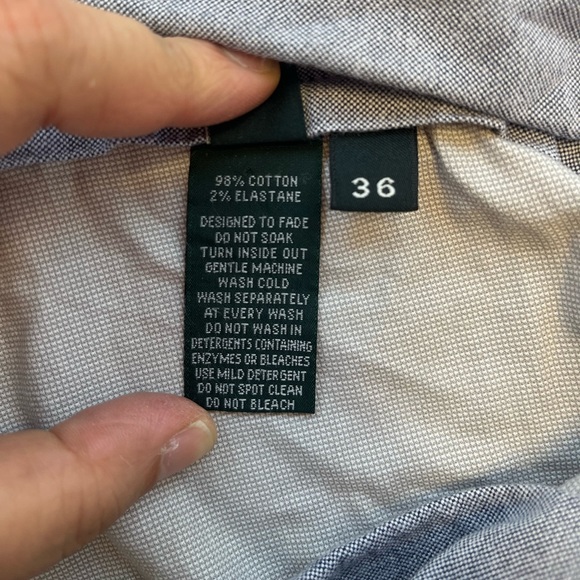 98% COTTON
2% ELASTANE
DESIGNED TO FADE
DO NOT SOAK
TURN INSIDE OUT
GENTLE MACHINE
WASH COLD
WASH SEPARATELY
AT EVERY WASH
DO NOT WASH IN
DETERGENTS CONTAINING
ENZYMES OR BLEACHES
USE MILD DETERGENT
DO NOT SPOT CLEAN
DO NOT BLEACH
36